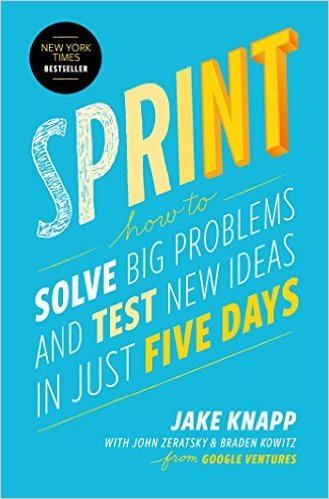 NEW YORK
TIMES
BESTSELLER
SPRINT
how to
SOLVE BIG PROBLEMS
AND TEST NEW IDEAS
IN JUST FIVE DAYS
JAKE KNAPP
WITH JOHN ZERATSKY & BRADEN KOWITZ
from GOOGLE VENTURES